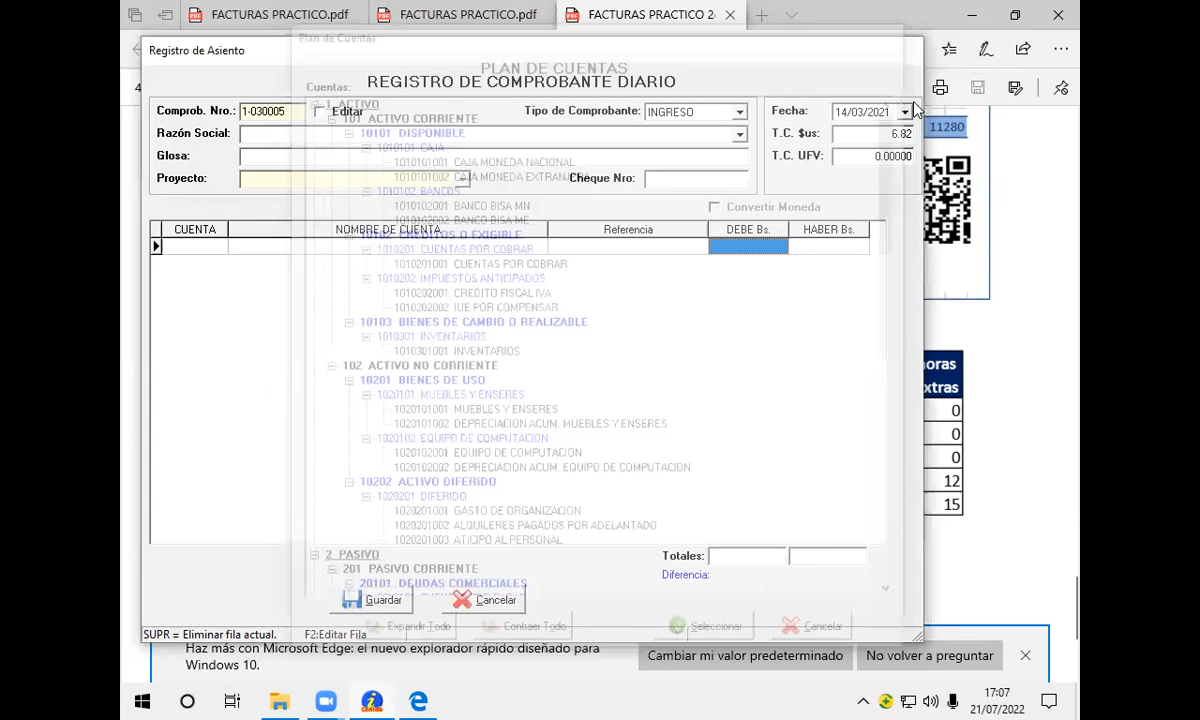 FACTURAS PRACTICO.pdf
FACTURAS PRACTICO.pdf
FACTURAS PRACTICO 2
Registro de Asiento
Plan de Cuentas
PLAN DE CUENTAS
REGISTRO DE COMPROBANTE DIARIO
Cuentas:
Comprob. Nro.: 1-030005 Editar
Tipo de Comprobante: INGRESO
Fecha: 14/03/2021
Razón Social:
T.C. $us: 6.82
Glosa:
T.C. UFV: 0.00000
Proyecto:
Cheque Nro:
Convertir Moneda
CUENTA NOMBRE DE CUENTA Referencia DEBE Bs. HABER Bs.
1 ACTIVO
101 ACTIVO CORRIENTE
10101 DISPONIBLE
1010101 CAJA
1010101001 CAJA MONEDA NACIONAL
1010101002 CAJA MONEDA
1010102 BANCOS
1010102001 BANCO BISA MN
1010102002 BANCO BISA ME
10102 CREDITOS O EXIGIBLE
1010201 CUENTAS POR COBRAR
1010201001 CUENTAS POR COBRAR
1010202 IMPUESTOS ANTICIPADOS
1010202001 CREDITO FISCAL IVA
1010202002 IUE POR COMPENSAR
10103 BIENES DE CAMBIO O REALIZABLE
1010301 INVENTARIOS
1010301001 INVENTARIOS
102 ACTIVO NO CORRIENTE
10201 BIENES DE USO
1020101 MUEBLES Y ENSERES
1020101001 MUEBLES Y ENSERES
1020101002 DEPRECIACION ACUM. MUEBLES Y ENSERES
1020102 EQUIPO DE COMPUTACION
1020102001 EQUIPO DE COMPUTACION
1020102002 DEPRECIACION ACUM. EQUIPO DE COMPUTACION
10202 ACTIVO DIFERIDO
1020201 DIFERIDO
1020201001 GASTO DE ORGANIZACION
1020201002 ALQUILERES PAGADOS POR ADELANTADO
1020201003 ATICIPO AL PERSONAL
2 PASIVO
201 PASIVO CORRIENTE
20101 DEUDAS COMERCIALES
Totales:
Diferencia:
Guardar Cancelar
Expandir Todo Contraer Todo Seleccionar Cancelar
SUPR = Eliminar fila actual. F2:Editar Fila
11280
oras
xtras
0
0
0
12
15
Haz más con Microsoft Edge: el nuevo explorador rápido diseñado para
Windows 10.
Cambiar mi valor predeterminado No volver a preguntar
17:07
21/07/2022